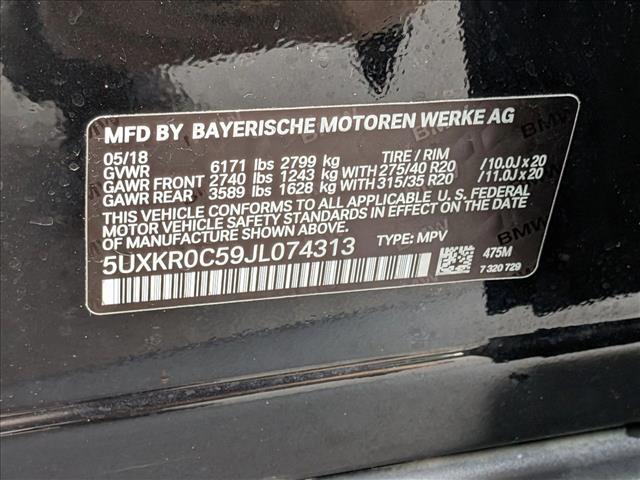 MFD BY BAYERISCHE MOTOREN WERKE AG
05/18 TIRE / RIM
GVWR 6171 lbs 2799 kg
GAWR FRONT 2740 lbs 1243 kg WITH 275/40 R20 /10.0J x 20
GAWR REAR 3589 lbs 1628 kg WITH 315/35 R20 /11.0J x 20
THIS VEHICLE CONFORMS TO ALL APPLICABLE U.S. FEDERAL
MOTOR VEHICLE SAFETY STANDARDS IN EFFECT
ON THE DATE OF MANUFACTURE SHOWN ABOVE.
5UXKR0C59JL074313 TYPE: MPV 475M
7 320 729
BMW
BMW